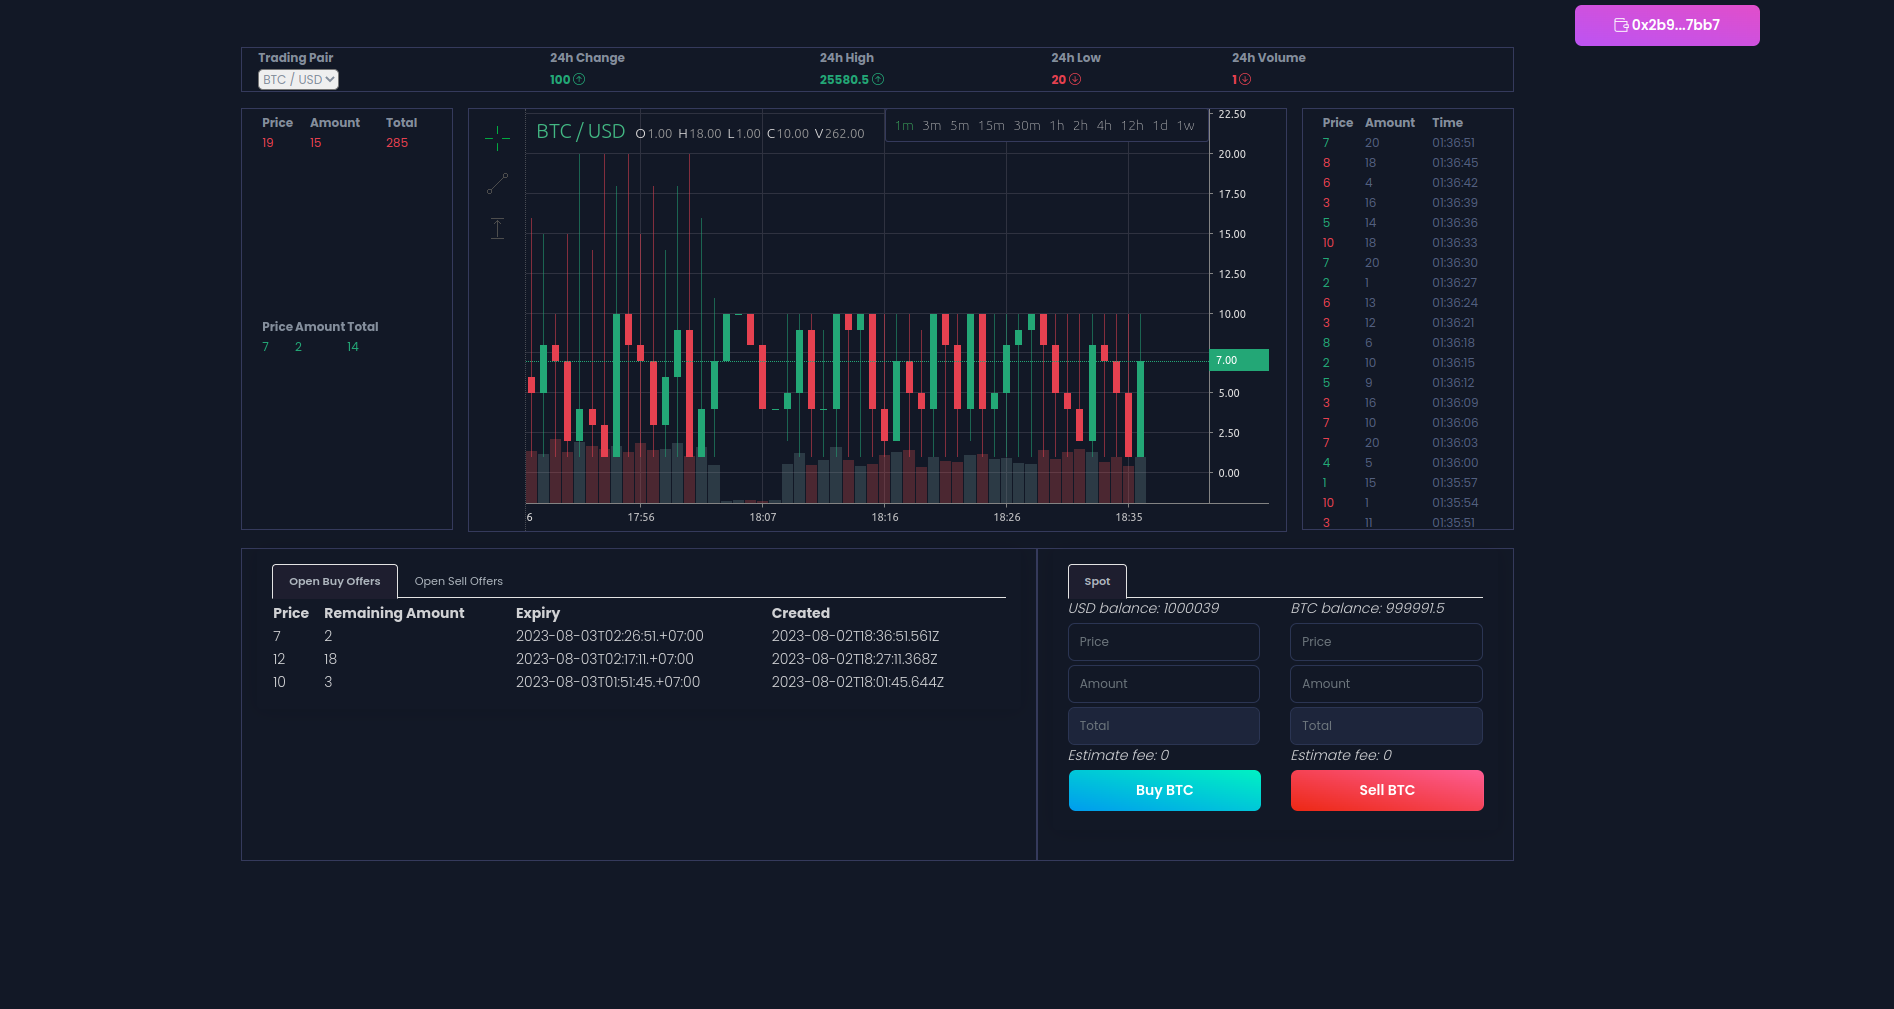 0x2b9...7bb7
Trading Pair 24h Change 24h High 24h Low 24h Volume
BTC / USD 100 25580.5 20 1
Price Amount Total
19 15 285
Price Amount Total
7 2 14
BTC / USD O1.00 H18.00 L1.00 C10.00 V262.00
1m 3m 5m 15m 30m 1h 2h 4h 12h 1d 1w
22.50
20.00
17.50
15.00
12.50
10.00
7.00
5.00
2.50
0.00
6 17:56 18:07 18:16 18:26 18:35
Price Amount Time
7 20 01:36:51
8 18 01:36:45
6 4 01:36:42
3 16 01:36:39
5 14 01:36:36
10 18 01:36:33
7 20 01:36:30
2 1 01:36:27
6 13 01:36:24
3 12 01:36:21
8 6 01:36:18
2 10 01:36:15
5 9 01:36:12
3 16 01:36:09
7 10 01:36:06
7 20 01:36:03
4 5 01:36:00
1 15 01:35:57
10 1 01:35:54
3 11 01:35:51
Open Buy Offers Open Sell Offers
Price Remaining Amount Expiry Created
7 2 2023-08-03T02:26:51.+07:00 2023-08-02T18:36:51.561Z
12 18 2023-08-03T02:17:11.+07:00 2023-08-02T18:27:11.368Z
10 3 2023-08-03T01:51:45.+07:00 2023-08-02T18:01:45.644Z
Spot
USD balance: 1000039 BTC balance: 999991.5
Price Price
Amount Amount
Total Total
Estimate fee: 0 Estimate fee: 0
Buy BTC Sell BTC